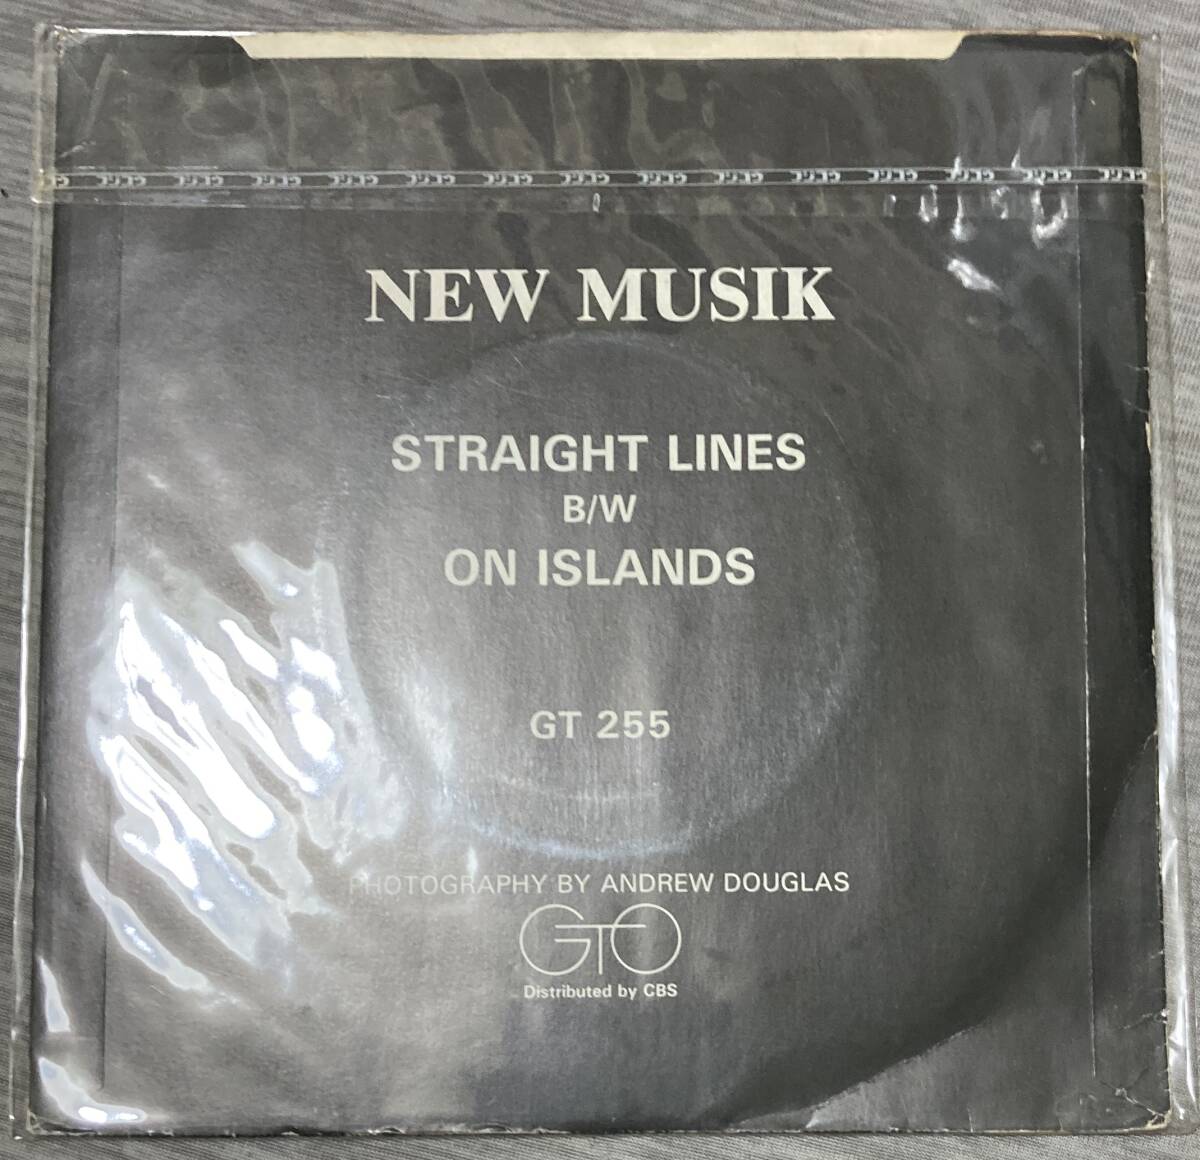 NEW MUSIK
STRAIGHT LINES
B/W
ON ISLANDS
GT 255
PHOTOGRAPHY BY ANDREW DOUGLAS
GTO
Distributed by CBS